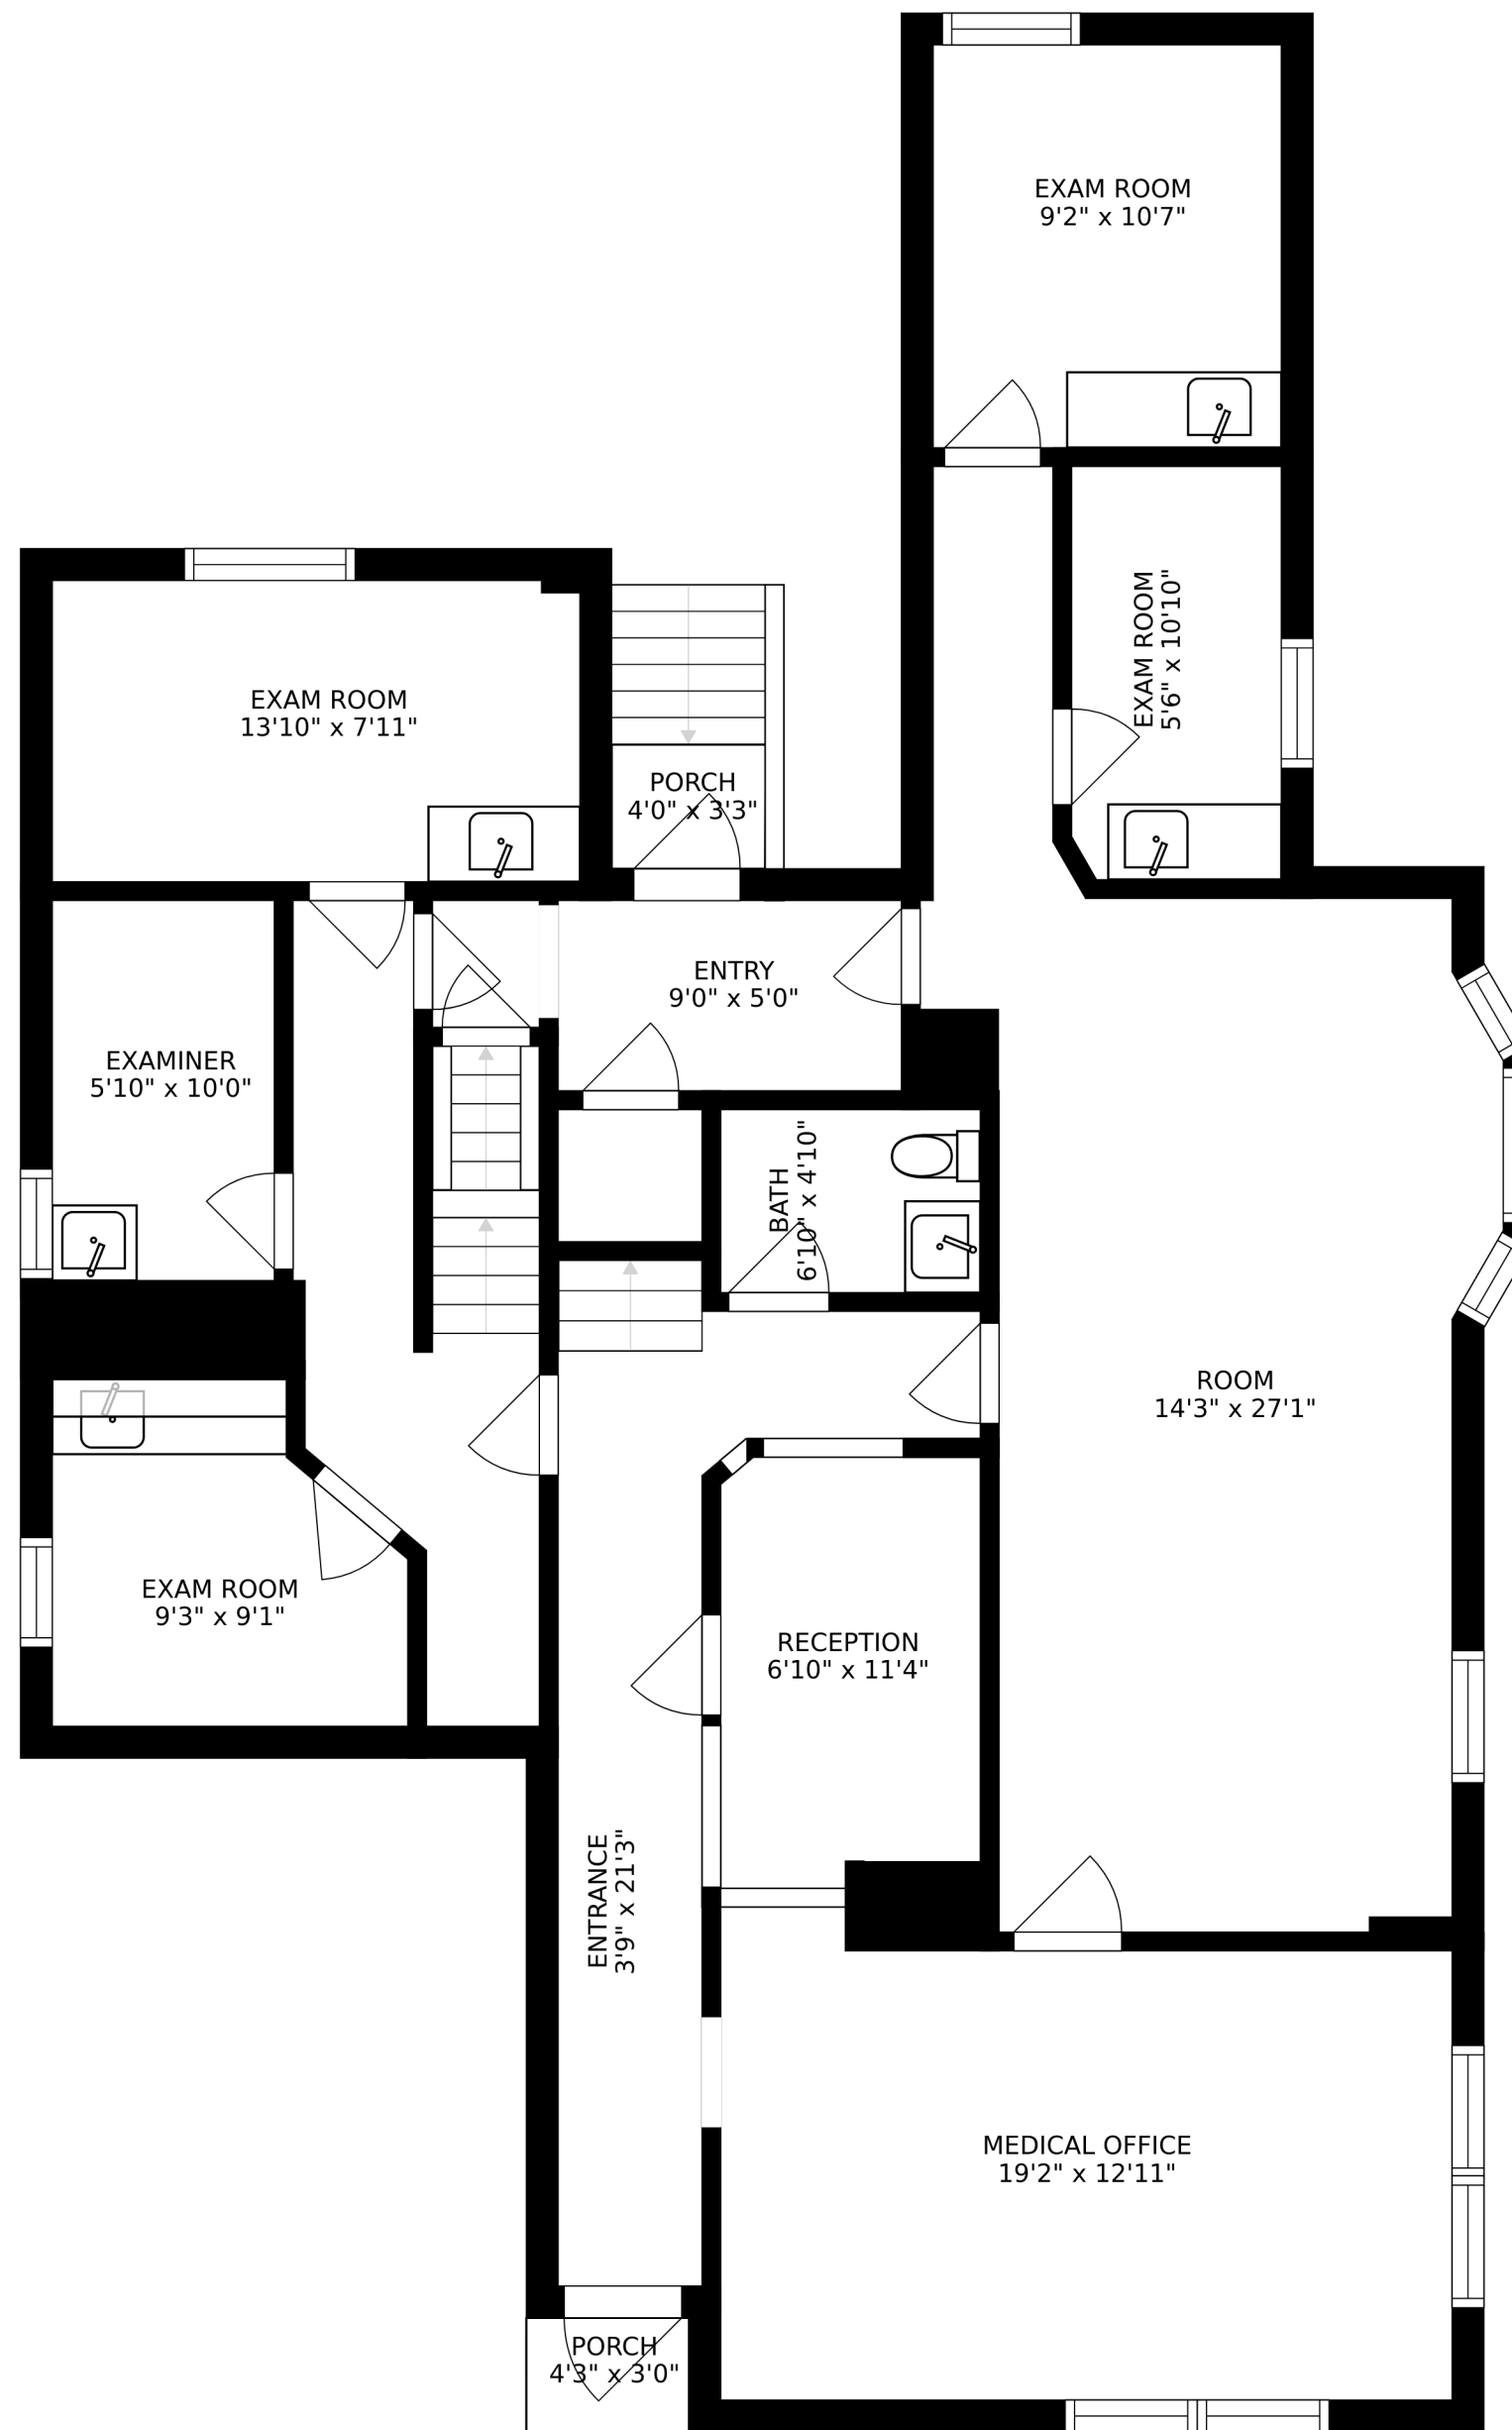 EXAM ROOM
9'2" x 10'7"
EXAM ROOM
5'6" x 10'10"
EXAM ROOM
13'10" x 7'11"
PORCH
4'0" x 3'3"
ENTRY
9'0" x 5'0"
EXAMINER
5'10" x 10'0"
BATH
6'10" x 4'10"
ROOM
14'3" x 27'1"
EXAM ROOM
9'3" x 9'1"
RECEPTION
6'10" x 11'4"
ENTRANCE
3'9" x 21'3"
MEDICAL OFFICE
19'2" x 12'11"
PORCH
4'3" x 3'0"